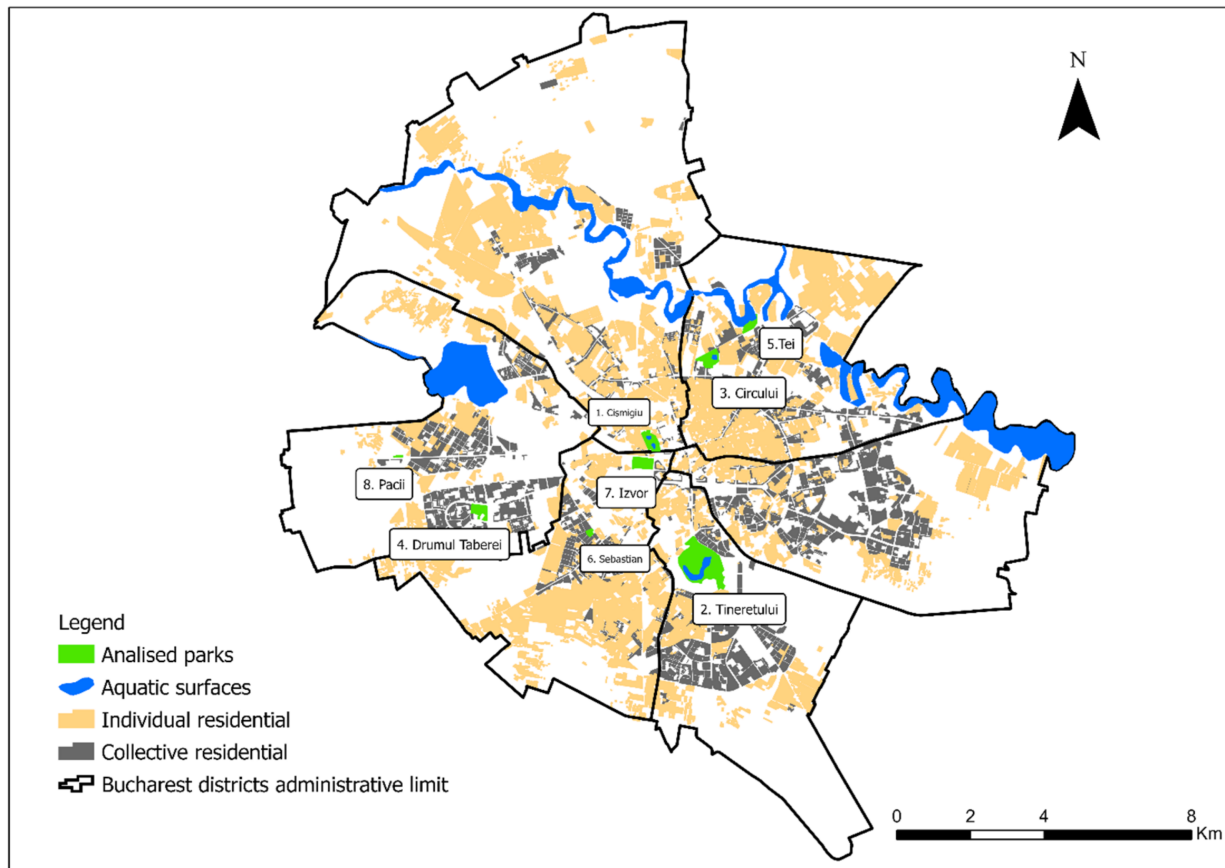 N
5.Tei
3. Circului
1. Cișmigiu
8. Pacii
7. Izvor
4. Drumul Taberei
6. Sebastian
2. Tineretului
Legend
Analised parks
Aquatic surfaces
Individual residential
Collective residential
Bucharest districts administrative limit
0 2 4 8
Km